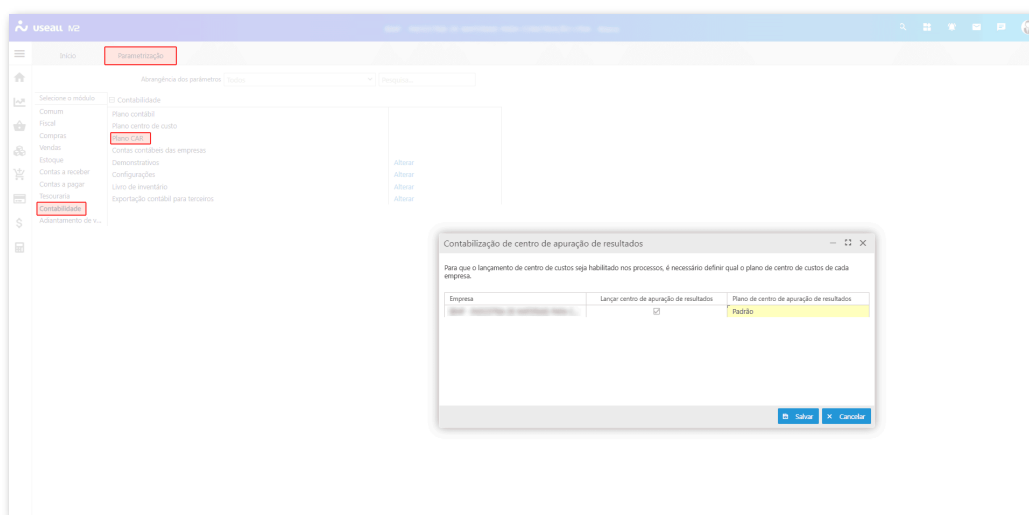 useall M2
Início
Parametrização
Abrangência dos parâmetros
Pesquisa...
Selecione o módulo
Comum
Fiscal
Compras
Vendas
Estoque
Contas a receber
Contas a pagar
Tesouraria
Contabilidade
Adiantamento de v...
Contabilidade
Plano contábil
Plano centro de custo
Plano CAR
Contas contábeis das empresas
Demonstrativos Alterar
Configurações Alterar
Livro de Inventário Alterar
Exportação contábil para terceiros Alterar
Contabilização de centro de apuração de resultados
Para que o lançamento de centro de custos seja habilitado nos processos, é necessário definir qual o plano de centro de custos de cada
empresa.
Empresa Lançar centro de apuração de resultados Plano de centro de apuração de resultados
Padrão
Salvar Cancelar